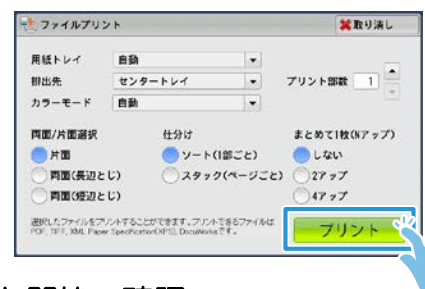 ファイルプリント
取り消し
用紙トレイ 自動
排出先 センタートレイ プリント部数 1
カラーモード 自動
両面/片面選択 仕分け まとめて1枚(Nアップ)
片面 ソート(1部ごと) しない
両面(長辺とじ) スタック(ページごと) 2アップ
両面(短辺とじ) 4アップ
選択したファイルをプリントすることができます。プリントできるファイルは
PDF, TIFF, XML Paper Specification(XPS), DocuWorksです。
プリント